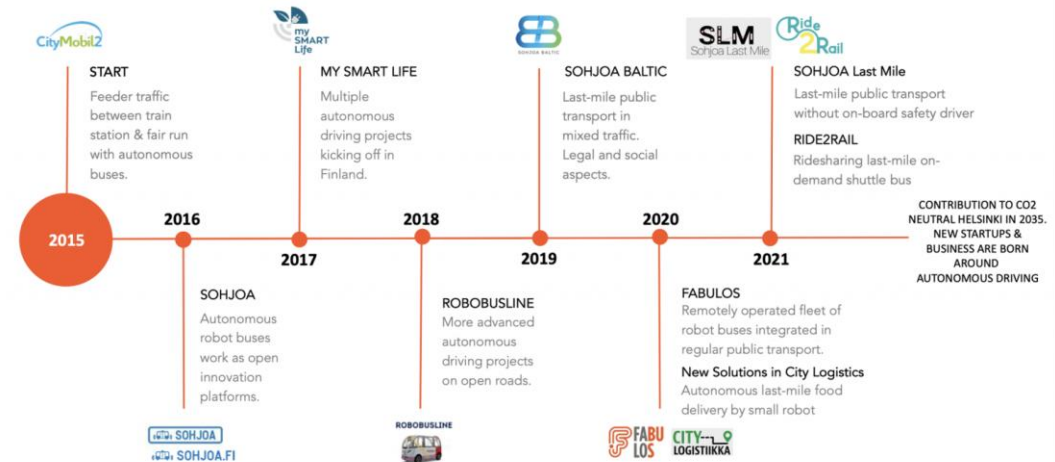 CityMobil2
START
Feeder traffic
between train
station & fair run
with autonomous
buses.
2015
2016
SOHJOA
Autonomous
robot buses
work as open
innovation
platforms.
SOHJOA
SOHJOA.FI
my
SMART
Life
MY SMART LIFE
Multiple
autonomous
driving projects
kicking off in
Finland.
2017
2018
ROBOBUSLINE
More advanced
autonomous
driving projects
on open roads.
ROBOBUSLINE
SOHJOA BALTIC
SOHJOA BALTIC
Last-mile public
transport in
mixed traffic.
Legal and social
aspects.
2019
2020
FABULOS
Remotely operated fleet of
robot buses integrated in
regular public transport.
New Solutions in City Logistics
Autonomous last-mile food
delivery by small robot
FABU
LOS
CITY
LOGISTIIKKA
SLM
Sohjoa Last Mile
Ride
2Rail
SOHJOA Last Mile
Last-mile public transport
without on-board safety driver
RIDE2RAIL
Ridesharing last-mile on-
demand shuttle bus
2021
CONTRIBUTION TO CO2
NEUTRAL HELSINKI IN 2035.
NEW STARTUPS &
BUSINESS ARE BORN
AROUND
AUTONOMOUS DRIVING